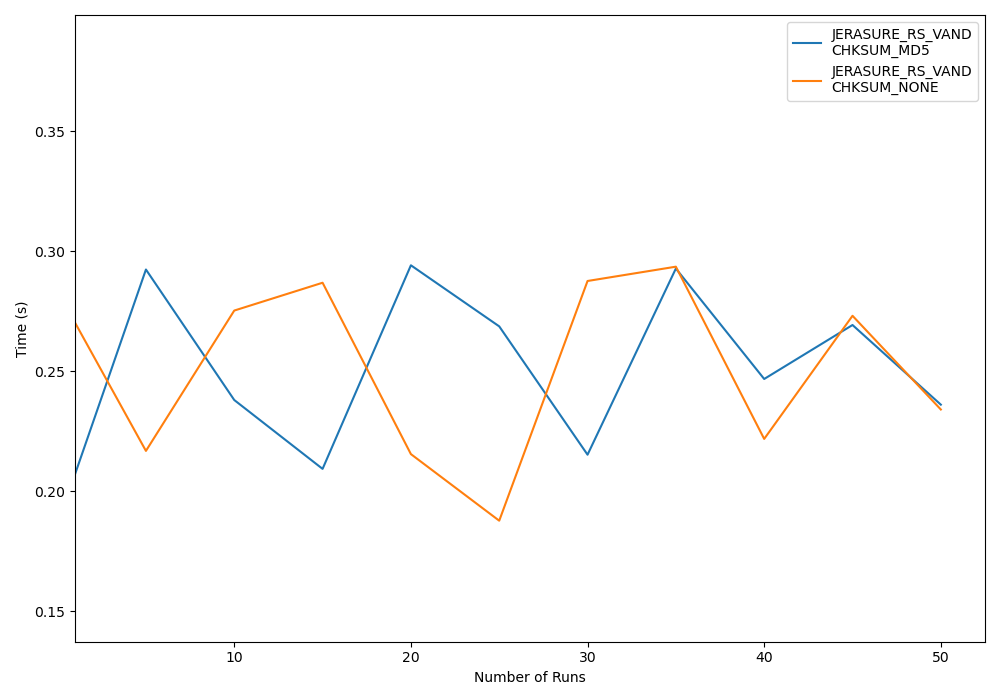 JERASURE_RS_VAND
CHKSUM_MD5
JERASURE_RS_VAND
CHKSUM_NONE
0.35
0.30
0.25
0.20
0.15
Time (s)
10 20 30 40 50
Number of Runs